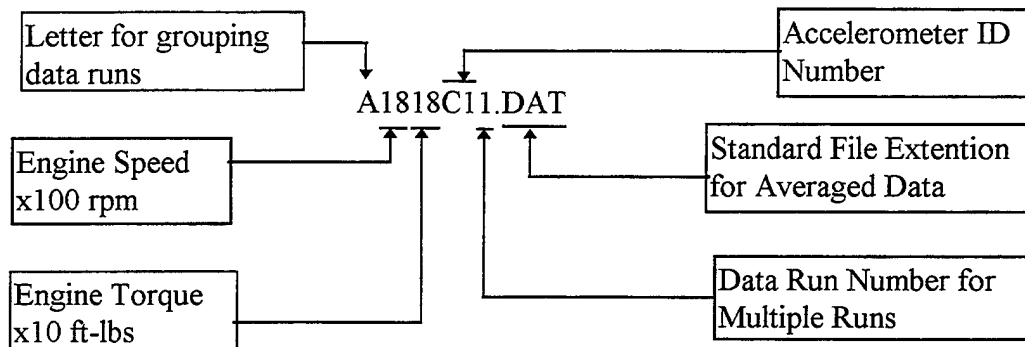 Letter for grouping
data runs
Accelerometer ID
Number
A1818C11.DAT
Engine Speed
x100 rpm
Standard File Extention
for Averaged Data
Engine Torque
x10 ft-lbs
Data Run Number for
Multiple Runs